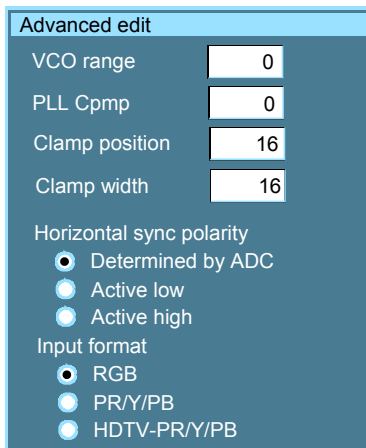 Advanced edit
VCO range 0
PLL Cpmp 0
Clamp position 16
Clamp width 16
Horizontal sync polarity
Determined by ADC
Active low
Active high
Input format
RGB
PR/Y/PB
HDTV-PR/Y/PB